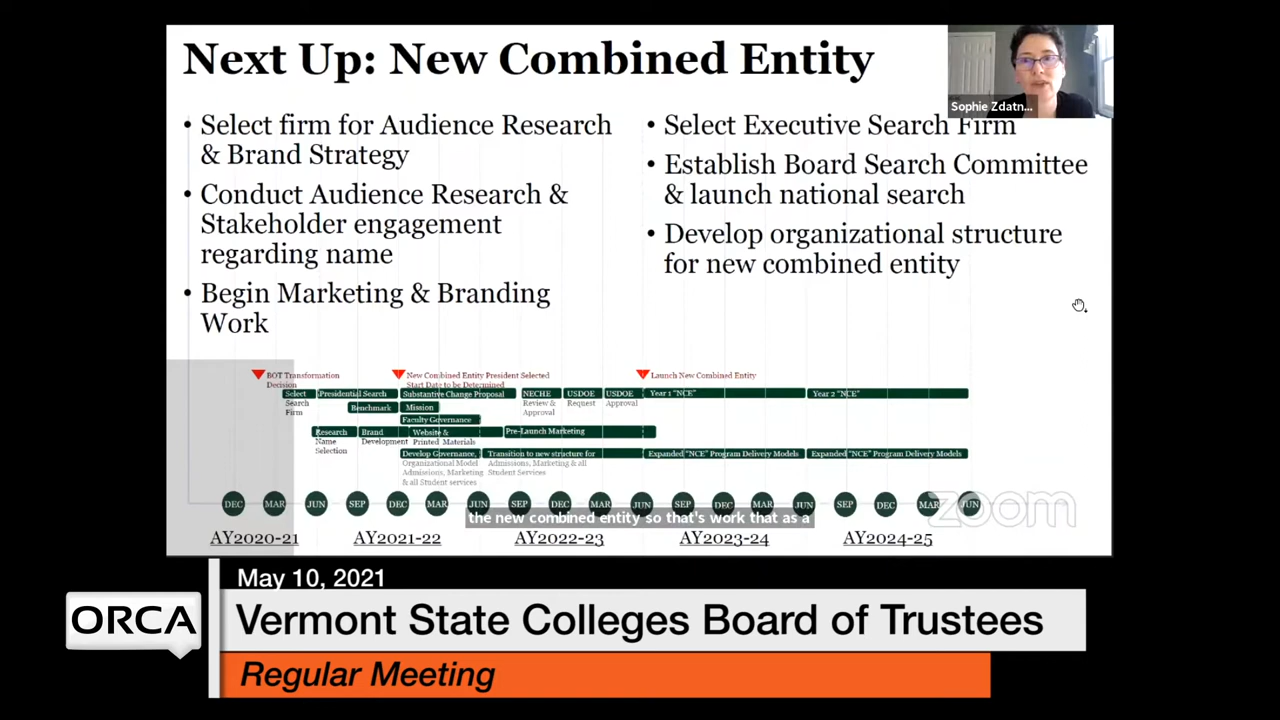 Next Up: New Combined Entity
Sophie Zdatn...
• Select firm for Audience Research
& Brand Strategy
• Conduct Audience Research &
Stakeholder engagement
regarding name
• Begin Marketing & Branding
Work
• Select Executive Search Firm
• Establish Board Search Committee
& launch national search
• Develop organizational structure
for new combined entity
BOT Transformation
Decision
New Combined Entity President Selected
Start Date to be Determined
Launch New Combined Entity
Select
Search
Firm
Presidential Search
Substantive Change Proposal
NECHE
Review &
Approval
USDOE
Request
USDOE
Approval
Year 1 "NCE"
Year 2 "NCE"
Benchmark
Mission
Faculty Governance
Research
Name
Selection
Brand
Development
Website &
Printed Materials
Pre-Launch Marketing
Develop Governance,
Organizational Model
Admissions, Marketing
& all Student services
Transition to new structure for
Admissions, Marketing & all
Student Services
Expanded "NCE" Program Delivery Models
Expanded "NCE" Program Delivery Models
DEC MAR JUN SEP DEC MAR JUN SEP DEC MAR JUN SEP DEC MAR JUN SEP DEC MAR JUN
zoom
the new combined entity so that's work that as a
AY2020-21 AY2021-22 AY2022-23 AY2023-24 AY2024-25
May 10, 2021
ORCA
Vermont State Colleges Board of Trustees
Regular Meeting